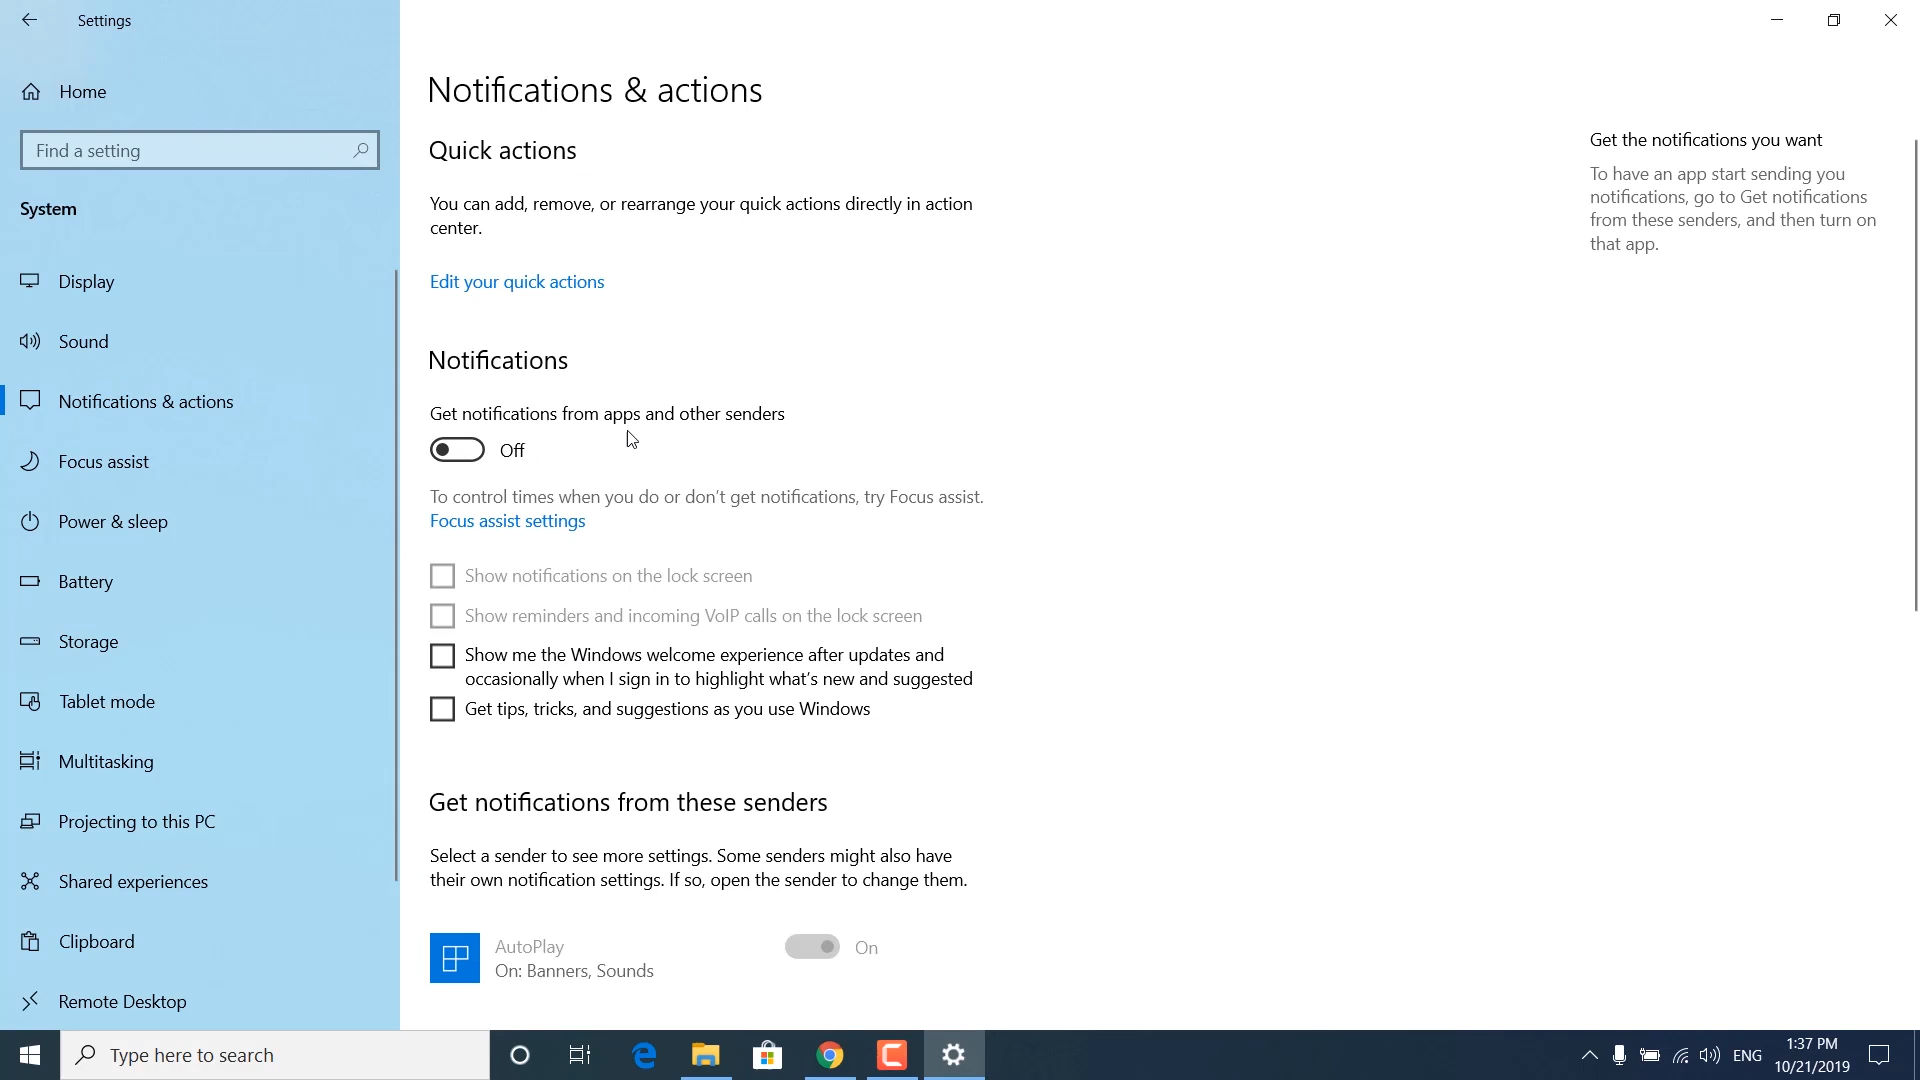 Settings
Home
Find a setting
System
Display
Sound
Notifications & actions
Focus assist
Power & sleep
Battery
Storage
Tablet mode
Multitasking
Projecting to this PC
Shared experiences
Clipboard
Remote Desktop
Notifications & actions
Quick actions
You can add, remove, or rearrange your quick actions directly in action
center.
Edit your quick actions
Notifications
Get notifications from apps and other senders
Off
To control times when you do or don't get notifications, try Focus assist.
Focus assist settings
Show notifications on the lock screen
Show reminders and incoming VoIP calls on the lock screen
Show me the Windows welcome experience after updates and
occasionally when I sign in to highlight what's new and suggested
Get tips, tricks, and suggestions as you use Windows
Get notifications from these senders
Select a sender to see more settings. Some senders might also have
their own notification settings. If so, open the sender to change them.
AutoPlay
On
On: Banners, Sounds
Get the notifications you want
To have an app start sending you
notifications, go to Get notifications
from these senders, and then turn on
that app.
Type here to search
ENG
1:37 PM
10/21/2019